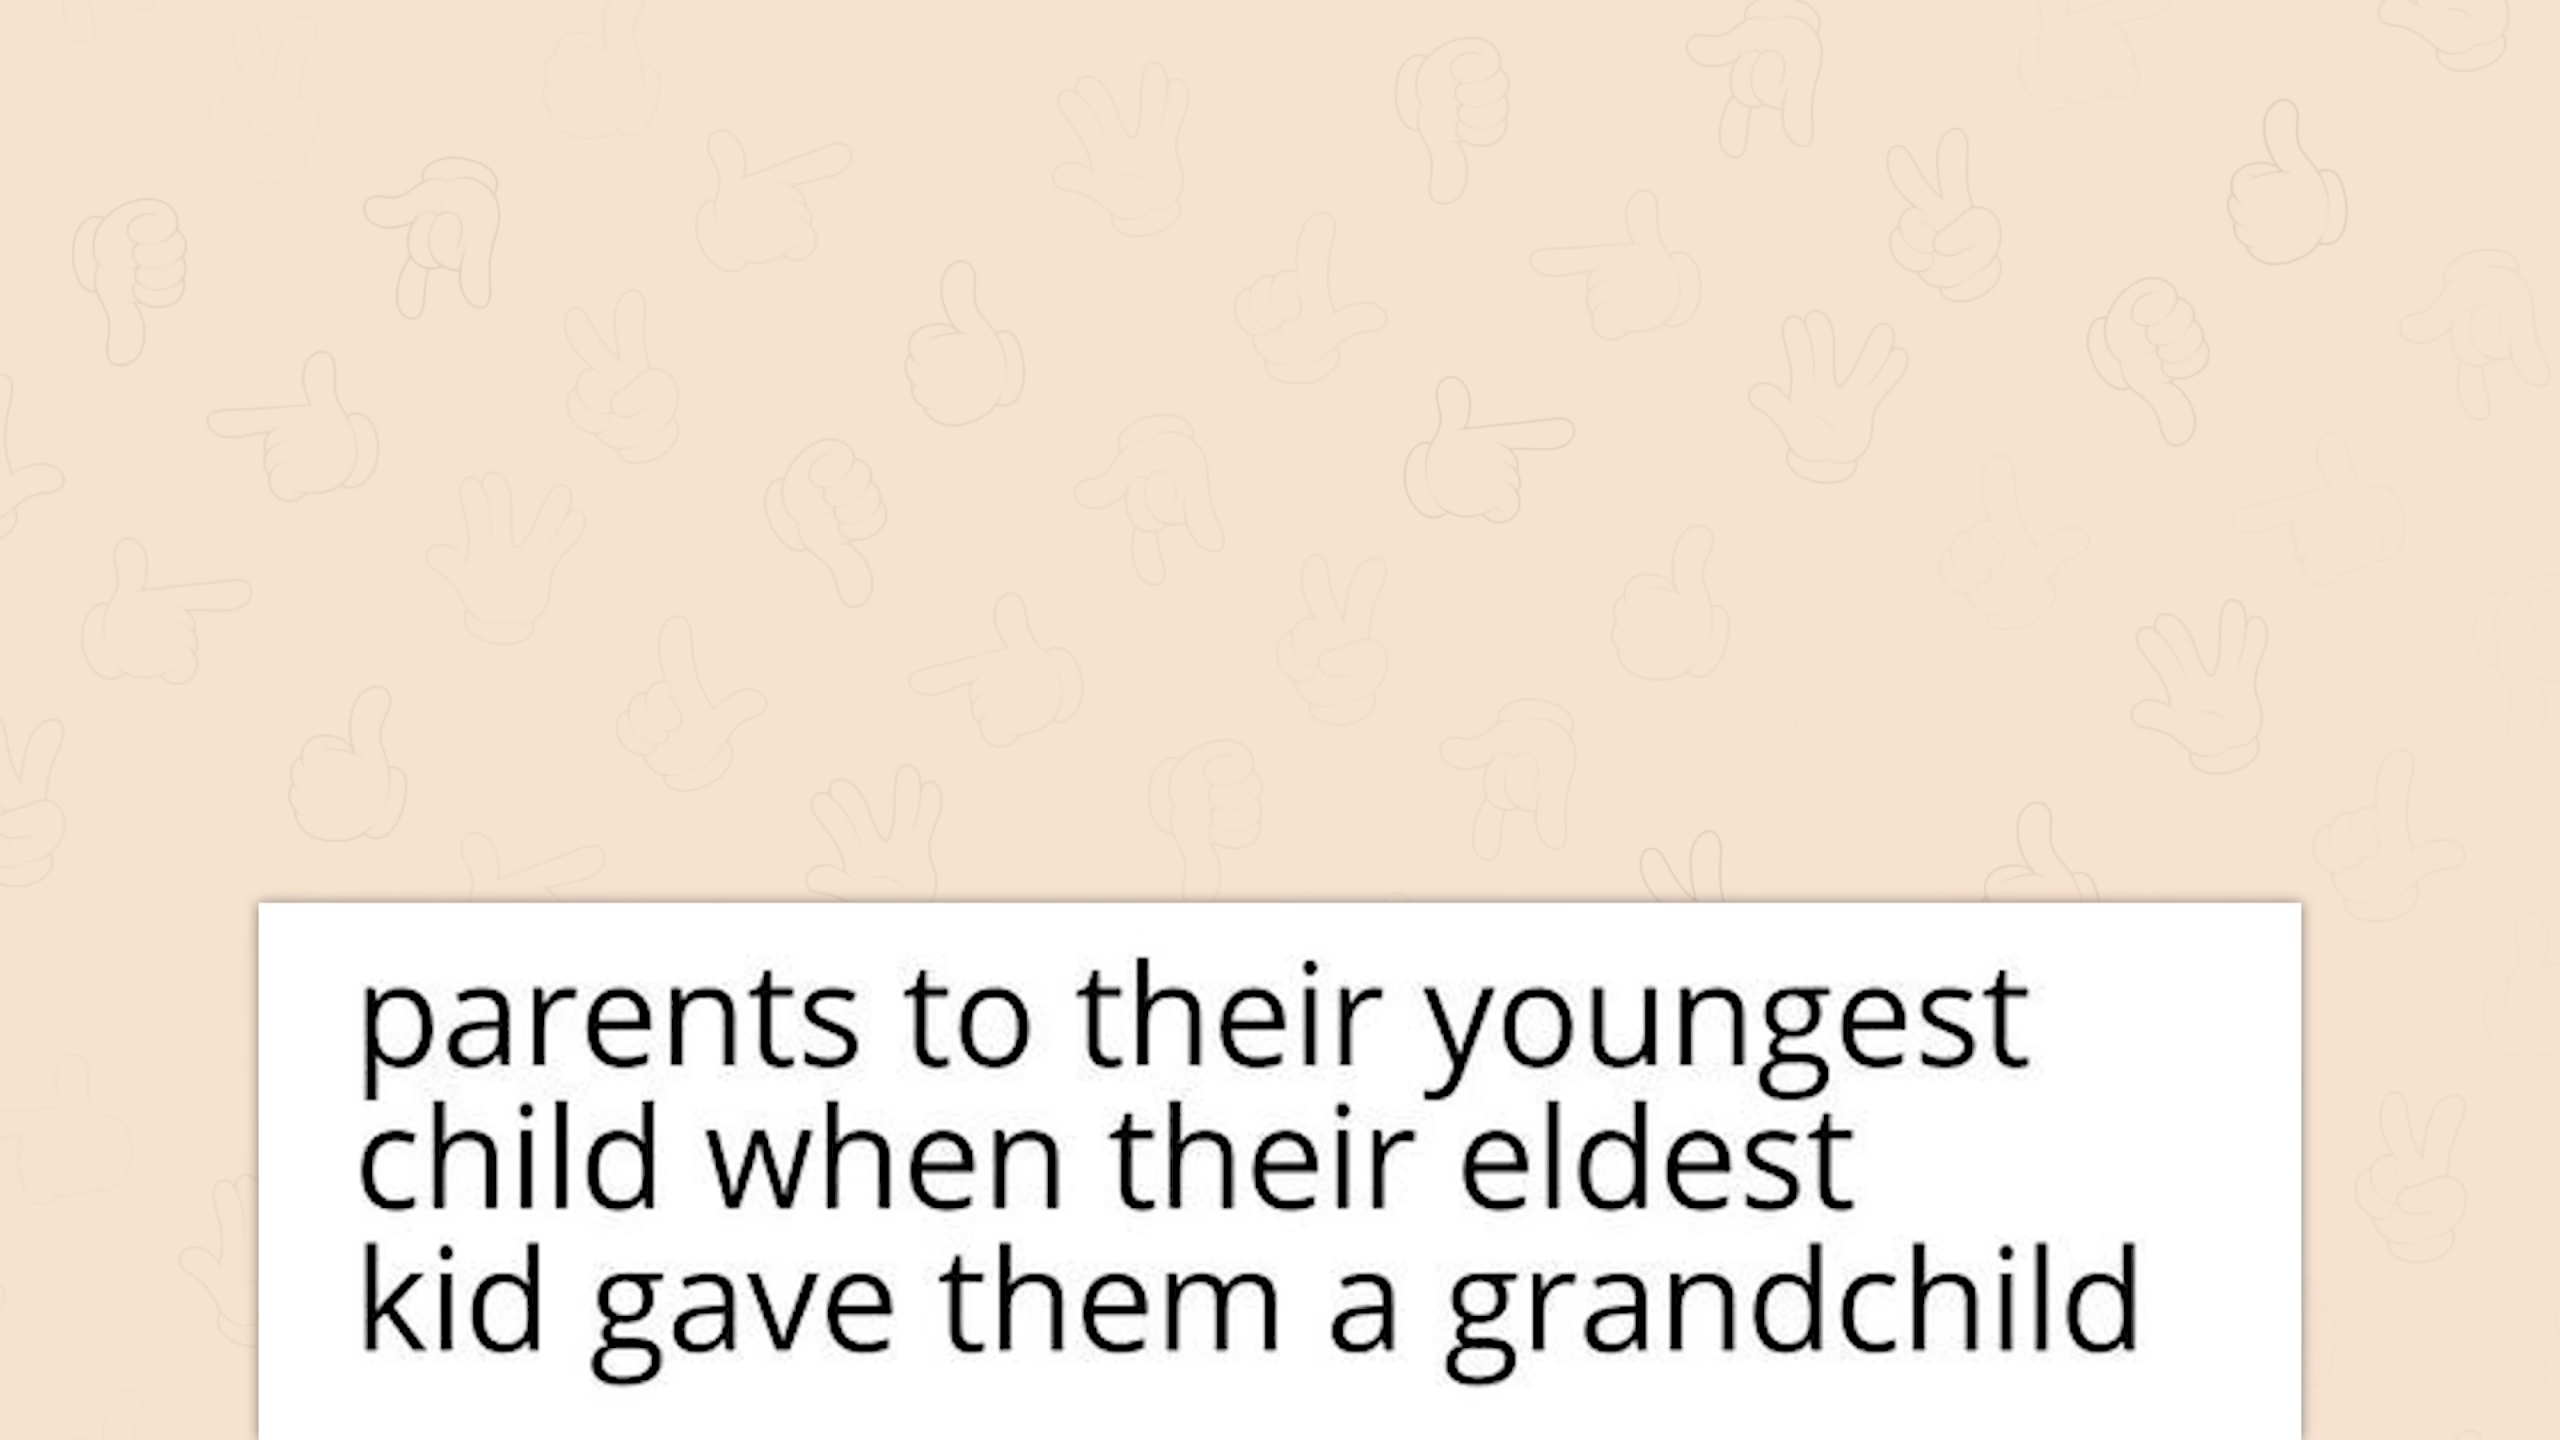 parents to their youngest
child when their eldest
kid gave them a grandchild